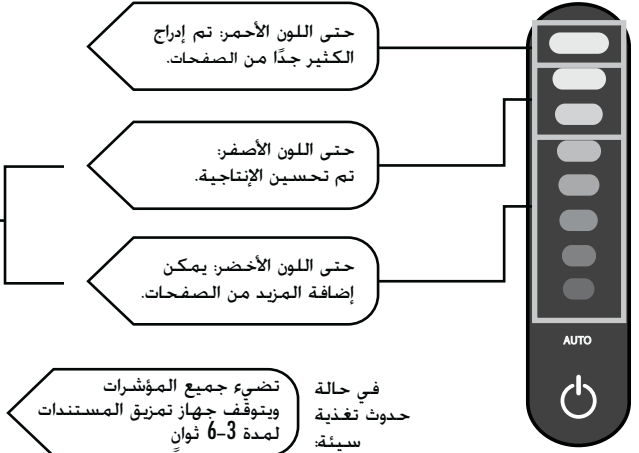 حتى اللون الأحمر: تم إدراج
الكثير جدًا من الصفحات.
حتى اللون الأصفر:
تم تحسين الإنتاجية.
حتى اللون الأخضر: يمكن
إضافة المزيد من الصفحات.
AUTO
في حالة
حدوث تغذية
سيئة:
تضيء جميع المؤشرات
ويتوقف جهاز تمزيق المستندات
لمدة 3–6 ثوانٍ